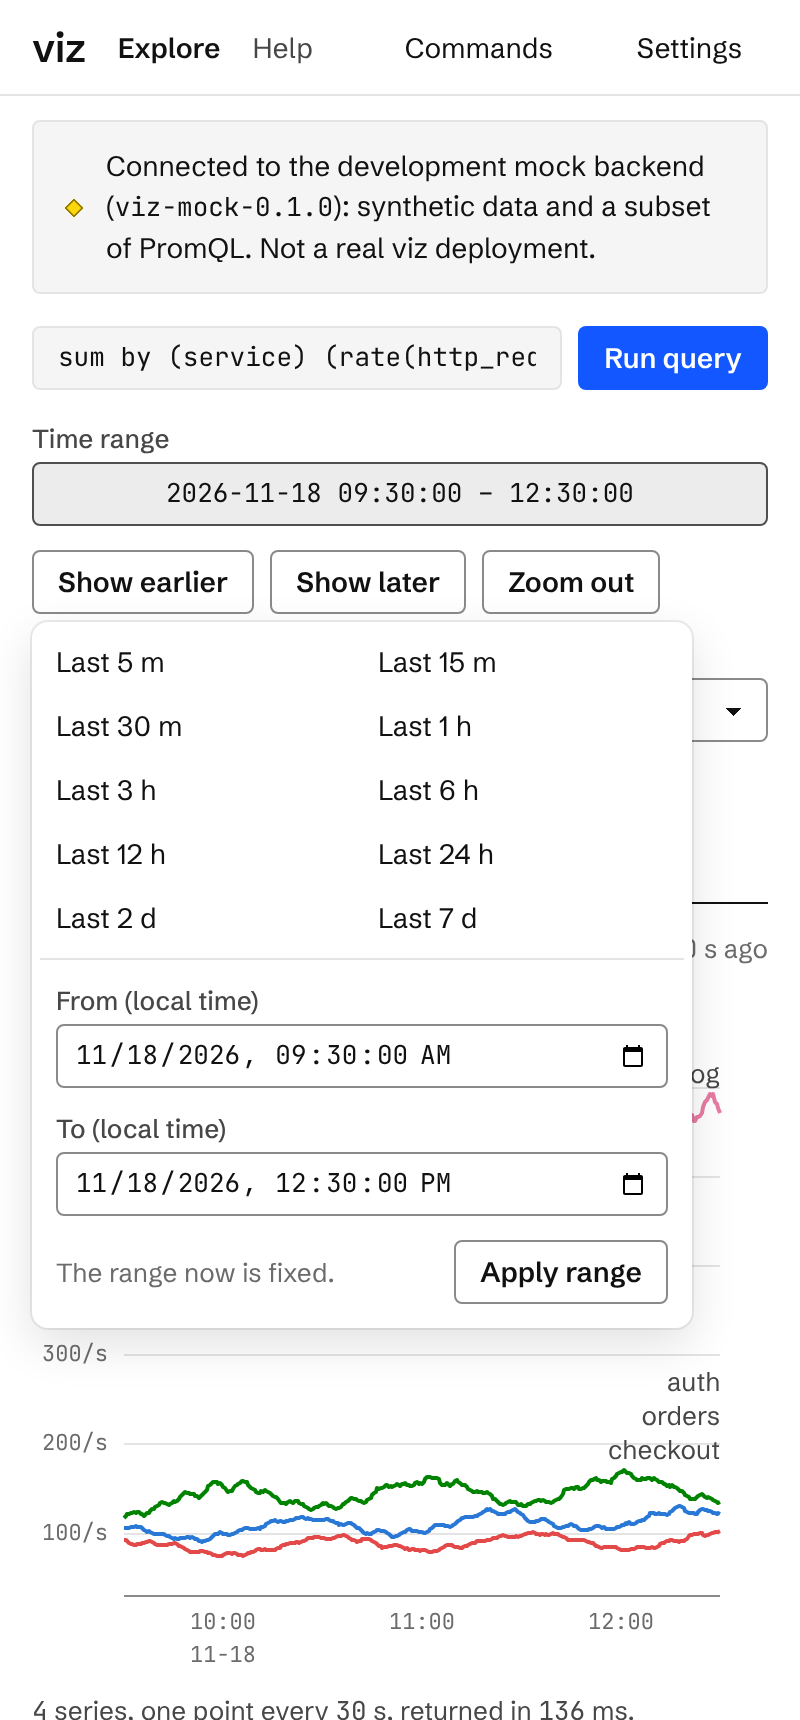 viz Explore Help Commands Settings
Connected to the development mock backend
(viz-mock-0.1.0): synthetic data and a subset
of PromQL. Not a real viz deployment.
sum by (service) (rate(http_rec
Run query
Time range
2026-11-18 09:30:00 – 12:30:00
Show earlier Show later Zoom out
Last 5 m Last 15 m
Last 30 m Last 1 h
Last 3 h Last 6 h
Last 12 h Last 24 h
Last 2 d Last 7 d
s ago
From (local time)
11/18/2026, 09:30:00 AM
og
To (local time)
11/18/2026, 12:30:00 PM
The range now is fixed. Apply range
300/s
auth
orders
200/s
checkout
100/s
10:00 11:00 12:00
11-18
4 series, one point every 30 s, returned in 136 ms.